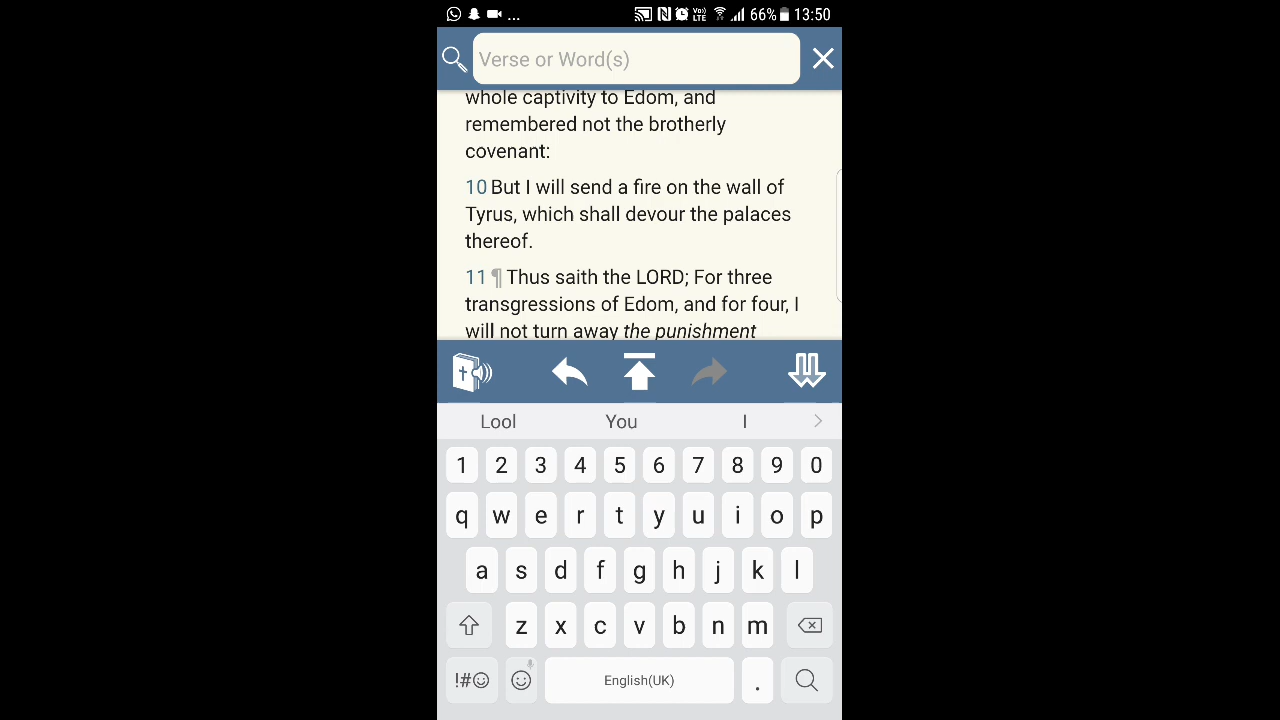 ... Vo)) LTE 66% 13:50
Verse or Word(s)
whole captivity to Edom, and
remembered not the brotherly
covenant:
10 But I will send a fire on the wall of
Tyrus, which shall devour the palaces
thereof.
11 ¶ Thus saith the LORD; For three
transgressions of Edom, and for four, I
will not turn away the punishment
Lool You I
1 2 3 4 5 6 7 8 9 0
q w e r t y u i o p
a s d f g h j k l
z x c v b n m
!#☺ English(UK) .